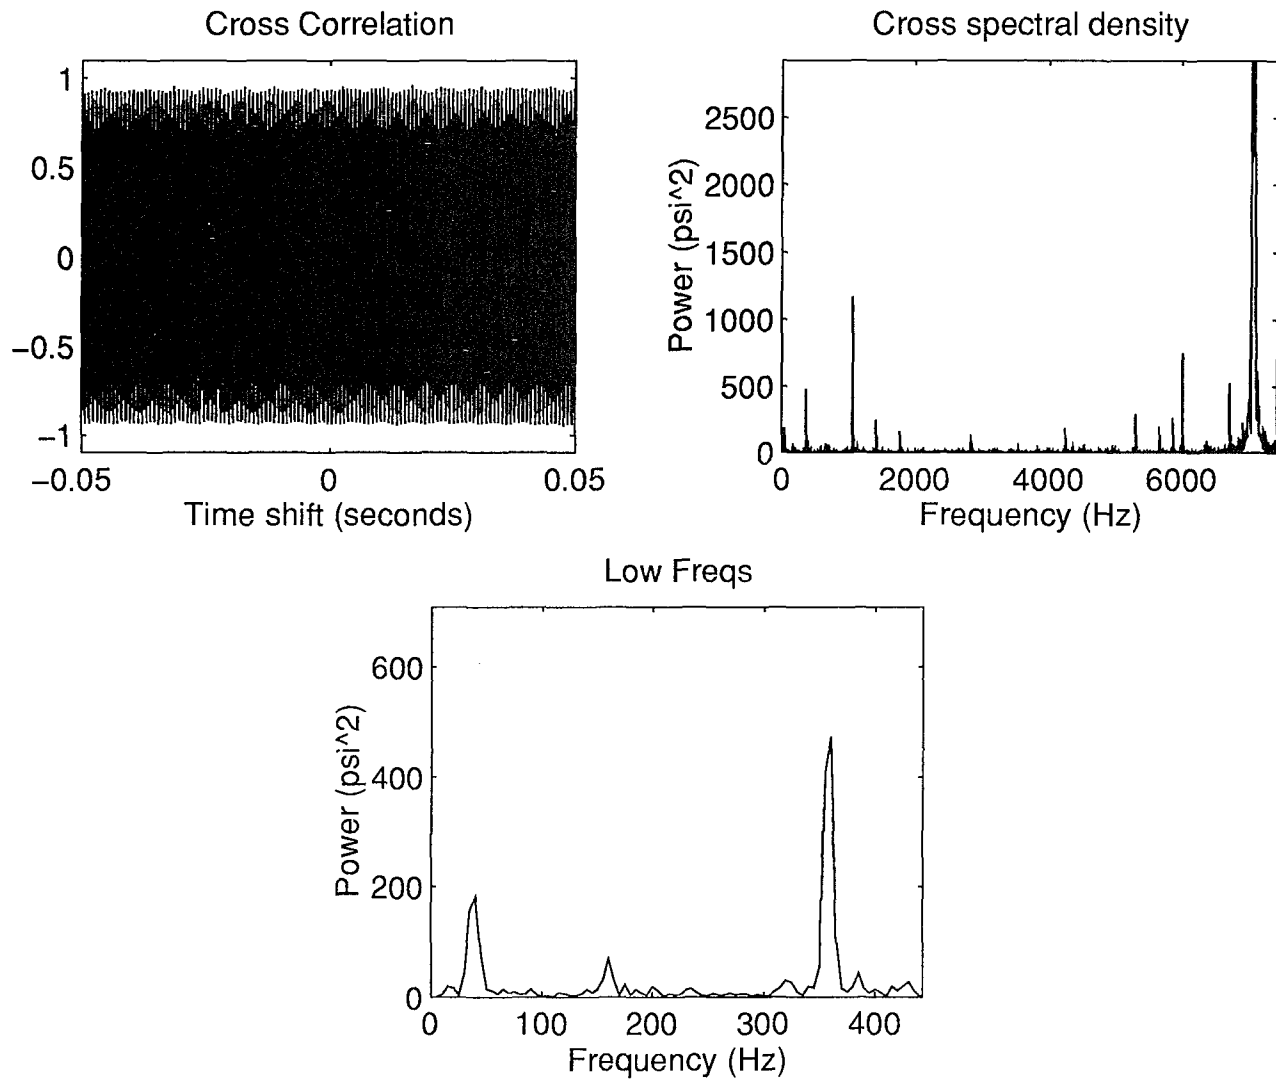 Cross Correlation
1
0.5
0
−0.5
−1
−0.05 0 0.05
Time shift (seconds)
Cross spectral density
Power (psi^2)
2500
2000
1500
1000
500
0
0 2000 4000 6000
Frequency (Hz)
Low Freqs
Power (psi^2)
600
400
200
0
0 100 200 300 400
Frequency (Hz)